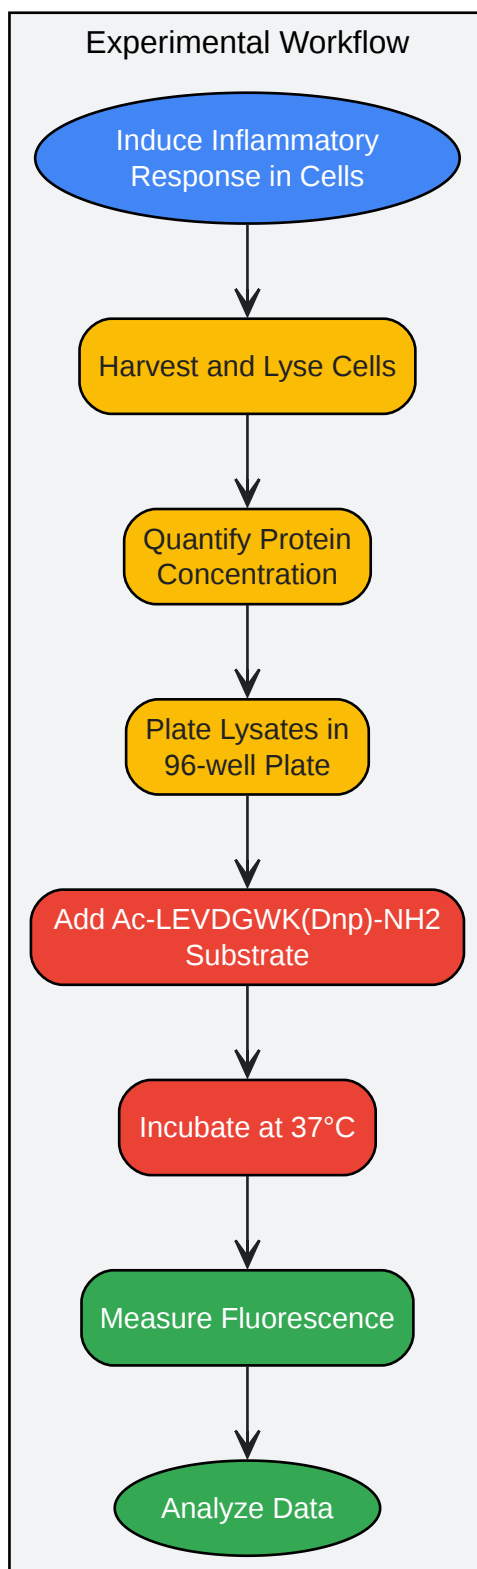 Experimental Workflow
Induce Inflammatory
Response in Cells
Harvest and Lyse Cells
Quantify Protein
Concentration
Plate Lysates in
96-well Plate
Add Ac-LEVDGWK(Dnp)-NH2
Substrate
Incubate at 37°C
Measure Fluorescence
Analyze Data